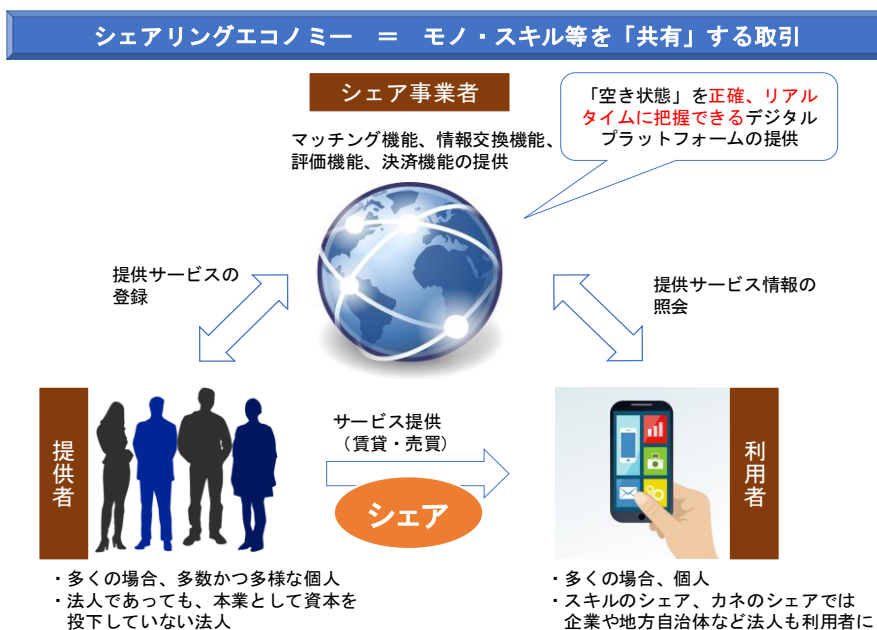 シェアリングエコノミー　＝　モノ・スキル等を「共有」する取引
シェア事業者
「空き状態」を正確、リアル
タイムに把握できるデジタル
プラットフォームの提供
マッチング機能、情報交換機能、
評価機能、決済機能の提供
提供サービスの
登録
提供サービス情報の
照会
提供者
サービス提供
（賃貸・売買）
シェア
利用者
・多くの場合、多数かつ多様な個人
・法人であっても、本業として資本を
投下していない法人
・多くの場合、個人
・スキルのシェア、カネのシェアでは
企業や地方自治体など法人も利用者に